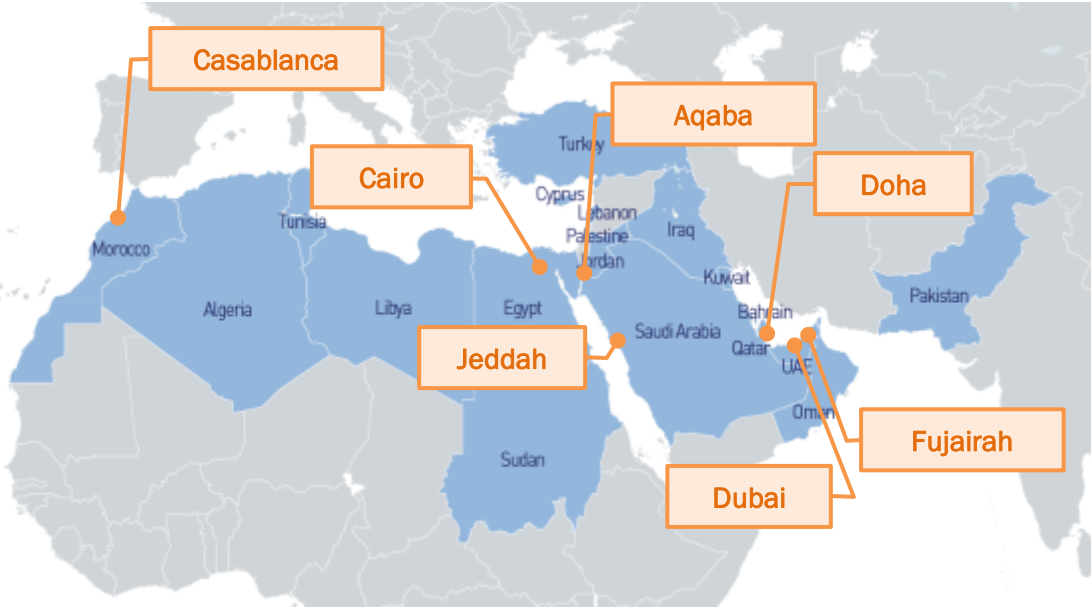 Casablanca
Aqaba
Turkey
Cairo
Doha
Cyprus
Lebanon
Tunisia
Palestine
Iraq
Morocco
Jordan
Kuwait
Pakistan
Algeria
Libya
Egypt
Bahrain
Saudi Arabia
Qatar
Jeddah
UAE
Oman
Fujairah
Sudan
Dubai